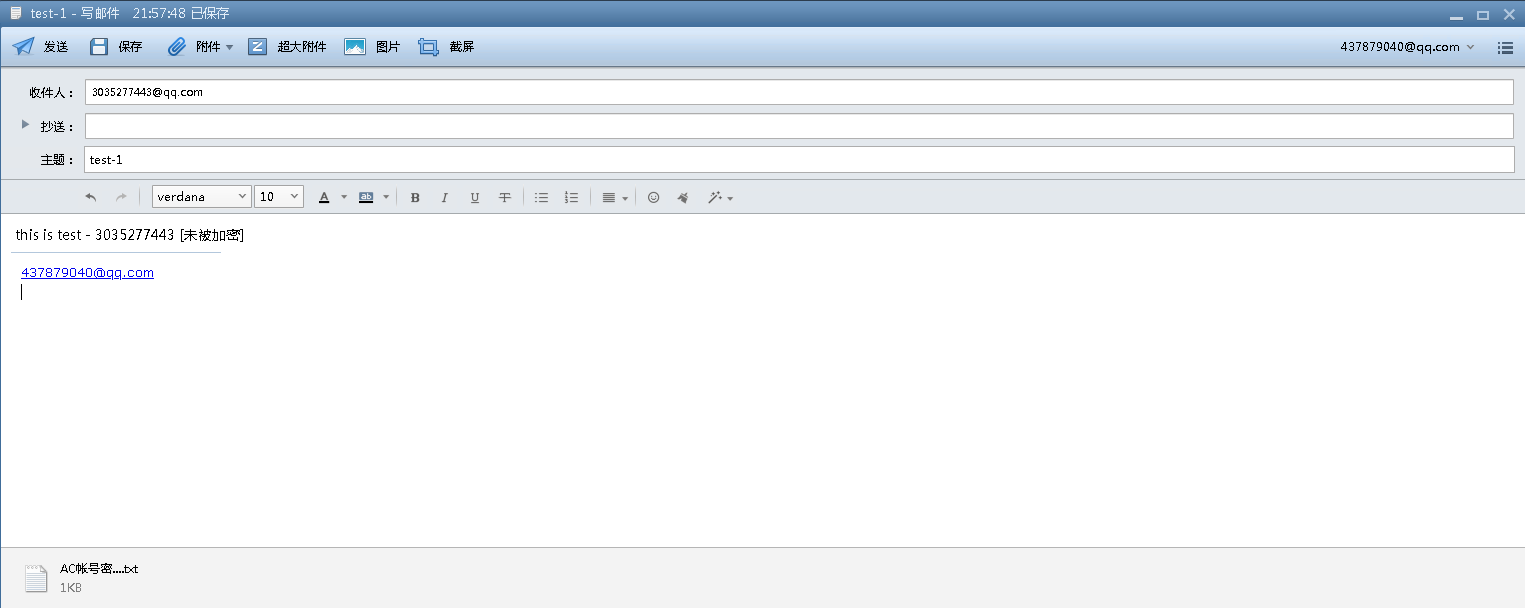 test-1 - 写邮件 21:57:48 已保存
发送 保存 附件 超大附件 图片 截屏 437879040@qq.com
收件人： 3035277443@qq.com
抄送：
主题： test-1
verdana 10 A ab B I U T
this is test - 3035277443 [未被加密]
437879040@qq.com
AC帐号密....txt
1KB